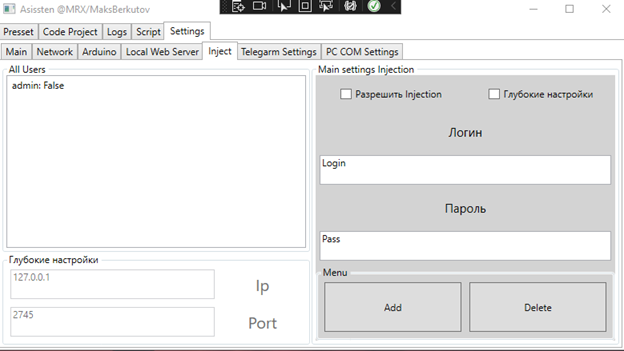 Asissten @MRX/MaksBerkutov
Presset Code Project Logs Script Settings
Main Network Arduino Local Web Server Inject Telegarm Settings PC COM Settings
All Users
admin: False
Глубокие настройки
127.0.0.1
Ip
2745
Port
Main settings Injection
Разрешить Injection
Глубокие настройки
Логин
Login
Пароль
Pass
Menu
Add
Delete